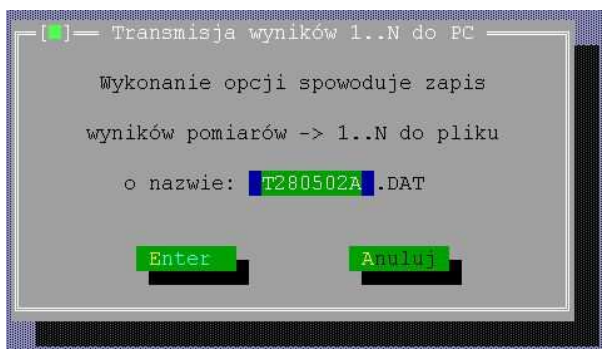 [ ] Transmisja wyników 1..N do PC
Wykonanie opcji spowoduje zapis
wyników pomiarów -> 1..N do pliku
o nazwie: T280502A .DAT
Enter Anuluj